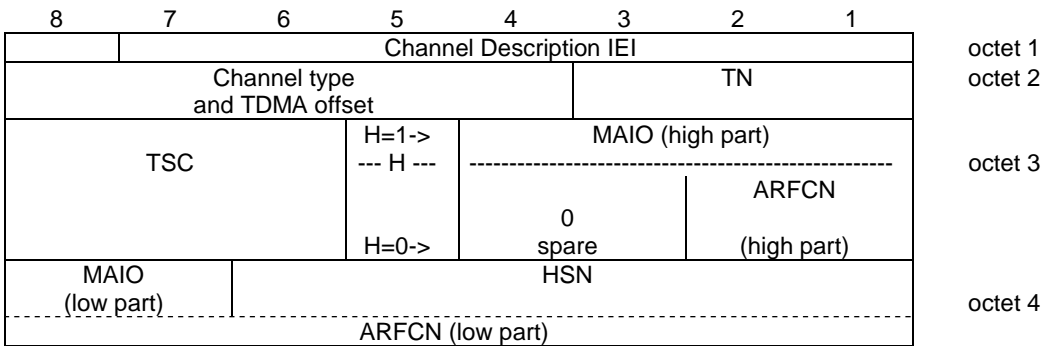 8 7 6 5 4 3 2 1
Channel Description IEI octet 1
Channel type TN octet 2
and TDMA offset
H=1-> MAIO (high part)
TSC --- H --- ------------------------------------------------------- octet 3
ARFCN
0
H=0-> spare (high part)
MAIO HSN
(low part) octet 4
ARFCN (low part)